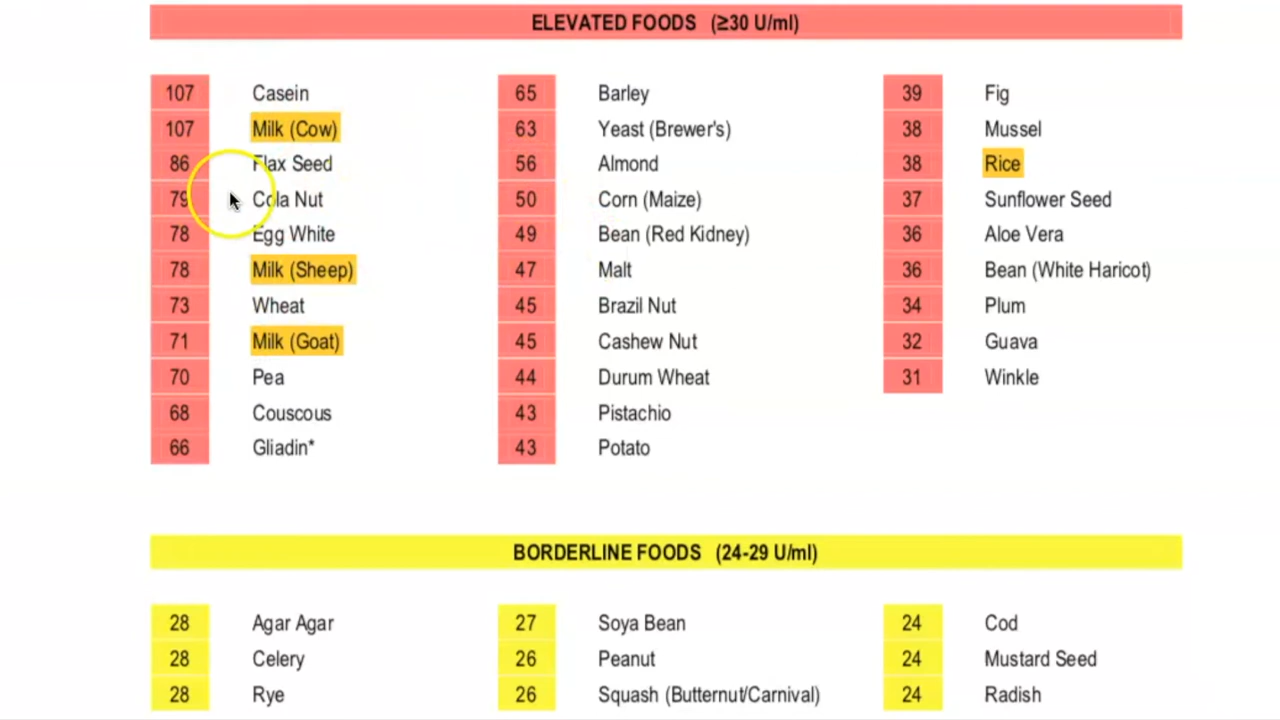 ELEVATED FOODS (≥30 U/ml)
107 Casein
107 Milk (Cow)
86 Flax Seed
79 Cola Nut
78 Egg White
78 Milk (Sheep)
73 Wheat
71 Milk (Goat)
70 Pea
68 Couscous
66 Gliadin*
65 Barley
63 Yeast (Brewer's)
56 Almond
50 Corn (Maize)
49 Bean (Red Kidney)
47 Malt
45 Brazil Nut
45 Cashew Nut
44 Durum Wheat
43 Pistachio
43 Potato
39 Fig
38 Mussel
38 Rice
37 Sunflower Seed
36 Aloe Vera
36 Bean (White Haricot)
34 Plum
32 Guava
31 Winkle
BORDERLINE FOODS (24-29 U/ml)
28 Agar Agar
28 Celery
28 Rye
27 Soya Bean
26 Peanut
26 Squash (Butternut/Carnival)
24 Cod
24 Mustard Seed
24 Radish